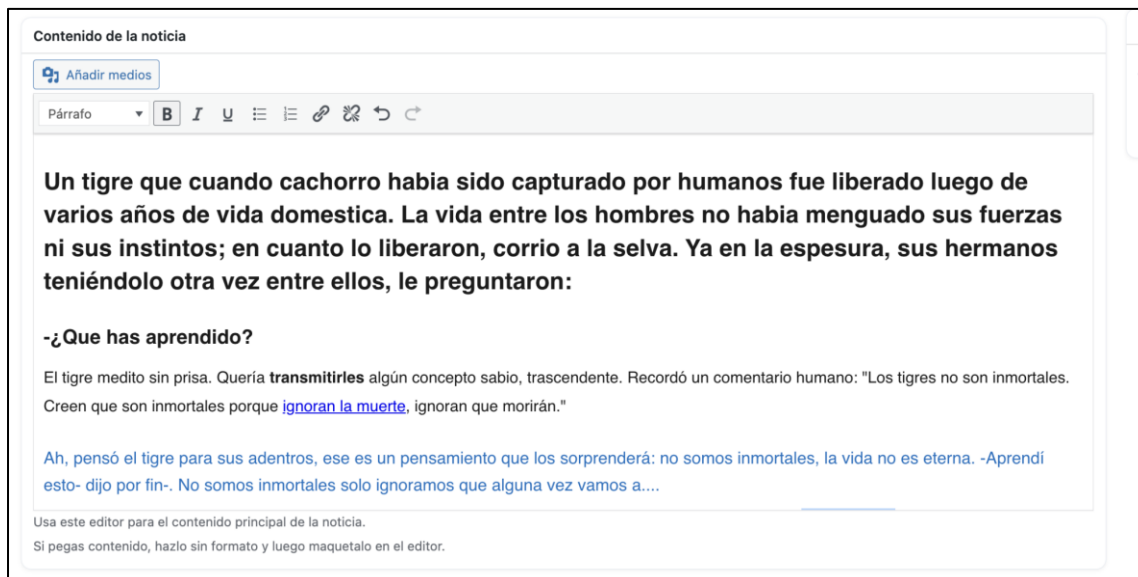 Contenido de la noticia
Añadir medios
Párrafo B I U
Un tigre que cuando cachorro habia sido capturado por humanos fue liberado luego de
varios años de vida domestica. La vida entre los hombres no habia menguado sus fuerzas
ni sus instintos; en cuanto lo liberaron, corrio a la selva. Ya en la espesura, sus hermanos
teniéndolo otra vez entre ellos, le preguntaron:
-¿Que has aprendido?
El tigre medito sin prisa. Quería transmitirles algún concepto sabio, trascendente. Recordó un comentario humano: "Los tigres no son inmortales.
Creen que son inmortales porque ignoran la muerte, ignoran que morirán."
Ah, pensó el tigre para sus adentros, ese es un pensamiento que los sorprenderá: no somos inmortales, la vida no es eterna. -Aprendí
esto- dijo por fin-. No somos inmortales solo ignoramos que alguna vez vamos a....
Usa este editor para el contenido principal de la noticia.
Si pegas contenido, hazlo sin formato y luego maquetalo en el editor.